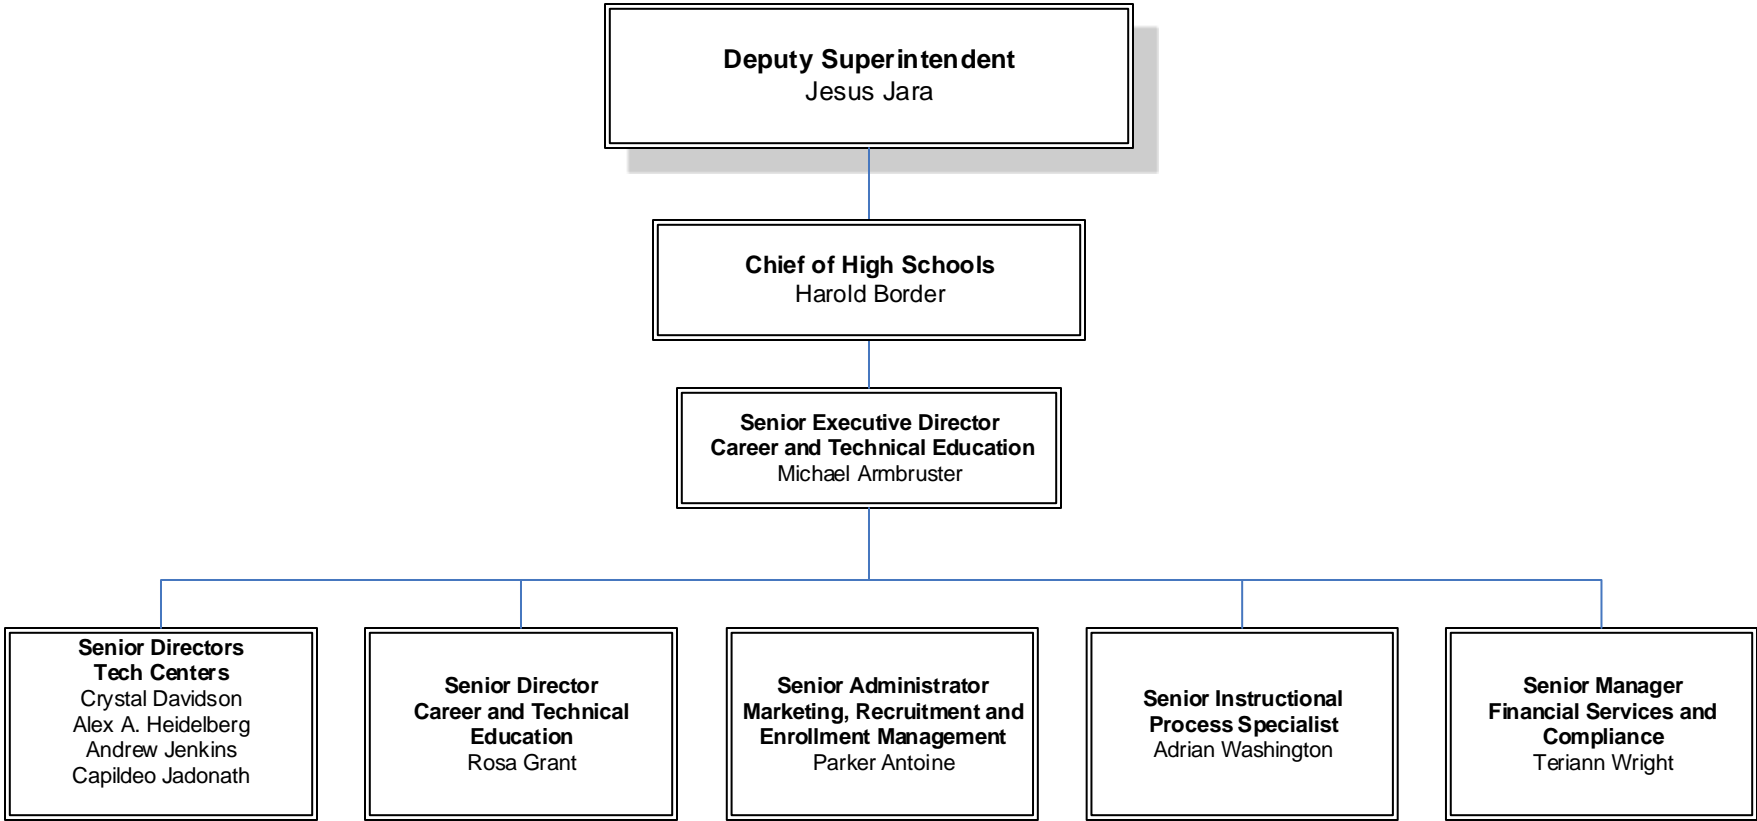 Deputy Superintendent
Jesus Jara
Chief of High Schools
Harold Border
Senior Executive Director
Career and Technical Education
Michael Armbruster
Senior Directors
Tech Centers
Crystal Davidson
Alex A. Heidelberg
Andrew Jenkins
Capildeo Jadonath
Senior Director
Career and Technical
Education
Rosa Grant
Senior Administrator
Marketing, Recruitment and
Enrollment Management
Parker Antoine
Senior Instructional
Process Specialist
Adrian Washington
Senior Manager
Financial Services and
Compliance
Teriann Wright